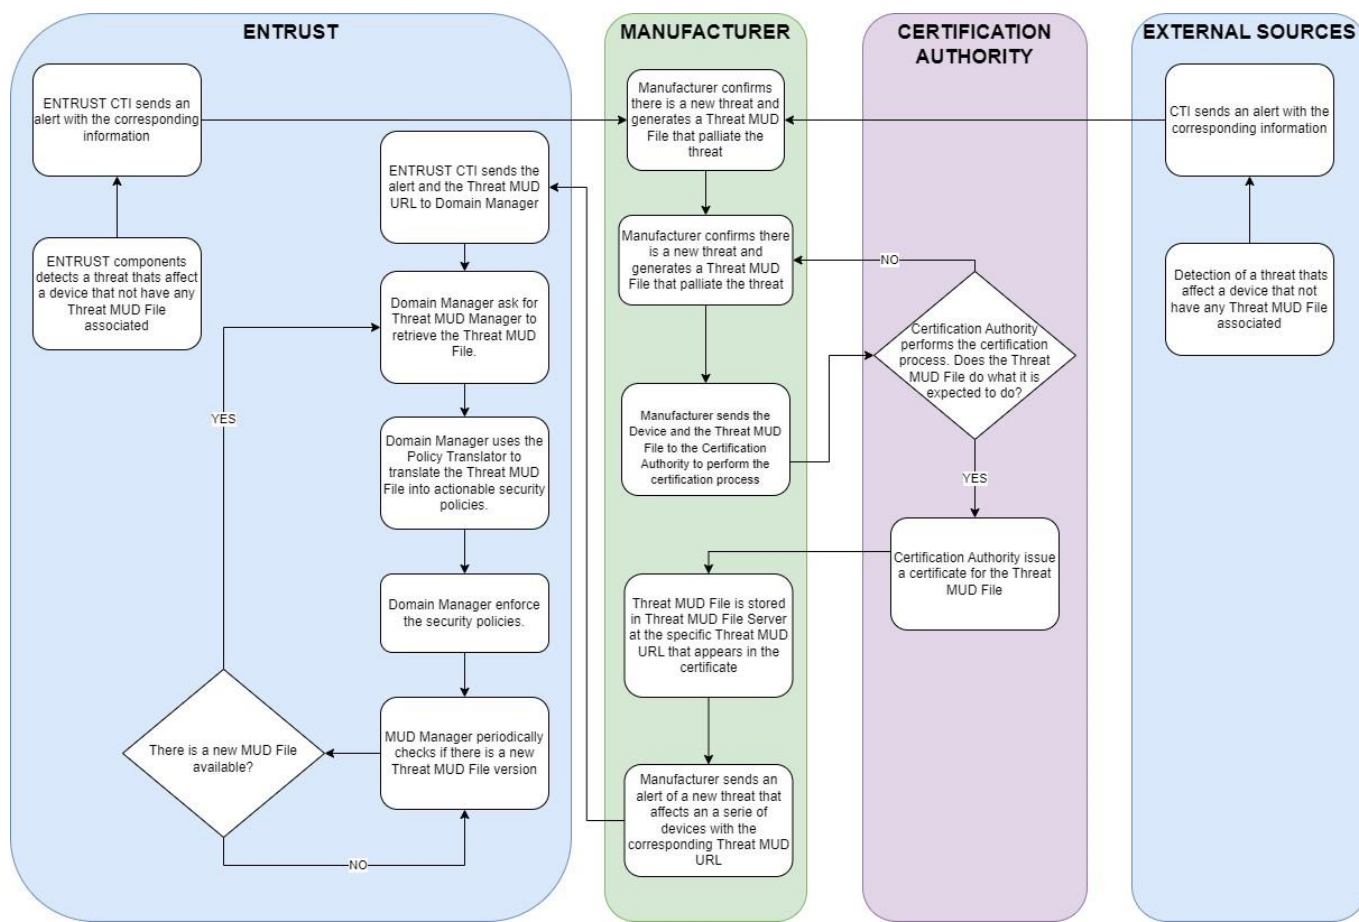 ENTRUST
ENTRUST CTI sends an
alert with the corresponding
information
ENTRUST components
detects a threat thats affect
a device that not have any
Threat MUD File
associated
ENTRUST CTI sends the
alert and the Threat MUD
URL to Domain Manager
Domain Manager ask for
Threat MUD Manager to
retrieve the Threat MUD
File.
Domain Manager uses the
Policy Translator to
translate the Threat MUD
File into actionable security
policies.
Domain Manager enforce
the security policies.
MUD Manager periodically
checks if there is a new
Threat MUD File version
There is a new MUD File
available?
YES
NO
MANUFACTURER
Manufacturer confirms
there is a new threat and
generates a Threat MUD
File that palliate the
threat
Manufacturer confirms there
is a new threat and
generates a Threat MUD
File that palliate the threat
Manufacturer sends the
Device and the Threat MUD
File to the Certification
Authority to perform the
certification process
Threat MUD File is stored
in Threat MUD File Server
at the specific Threat MUD
URL that appears in the
certificate
Manufacturer sends an
alert of a new threat that
affects an a serie of
devices with the
corresponding Threat MUD
URL
CERTIFICATION
AUTHORITY
NO
Certification Authority
performs the certification
process. Does the Threat
MUD File do what it is
expected to do?
YES
Certification Authority issue
a certificate for the Threat
MUD File
EXTERNAL SOURCES
CTI sends an alert with the
corresponding information
Detection of a threat thats
affect a device that not
have any Threat MUD File
associated